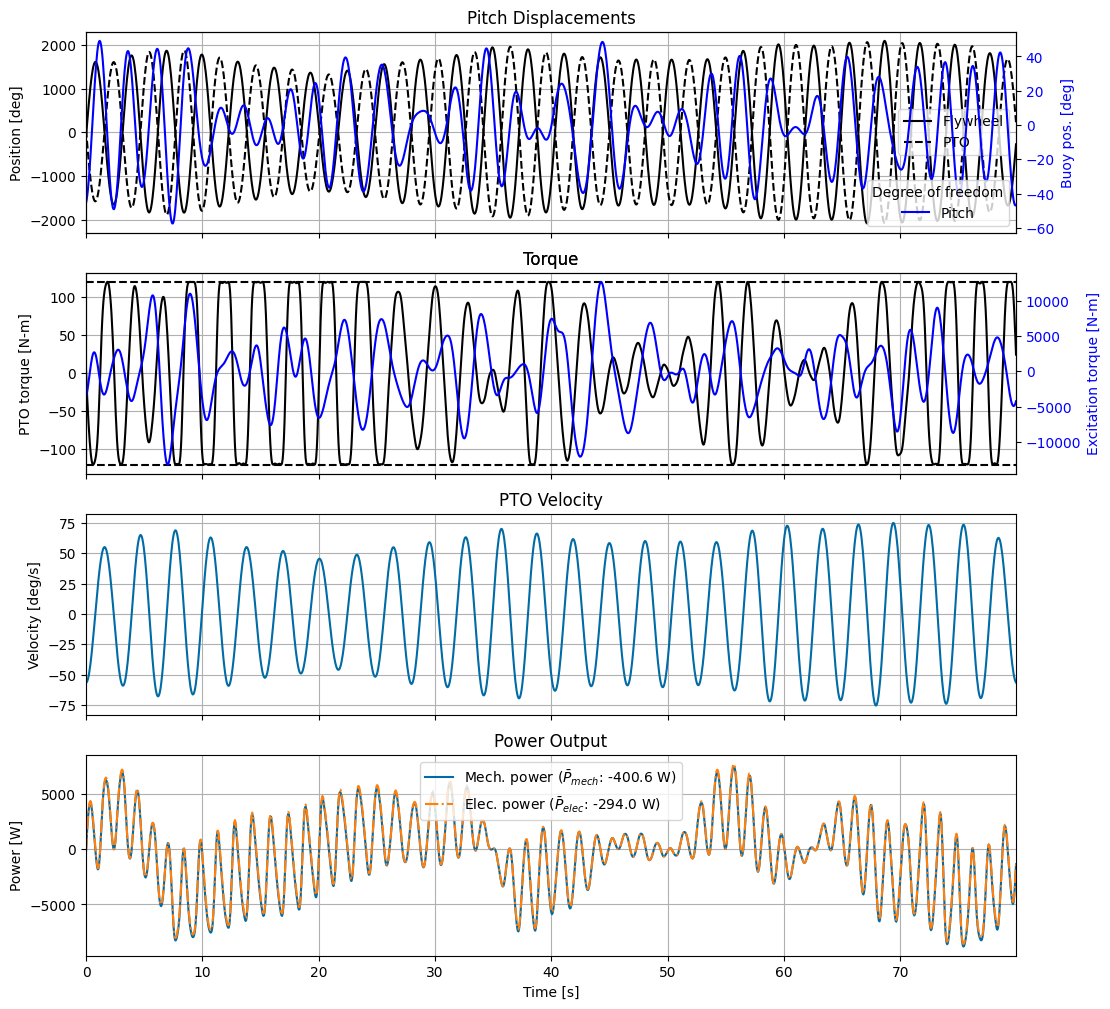 Pitch Displacements
Position [deg]
2000
1000
0
−1000
−2000
40
20
0
−20
−40
−60
Buoy pos. [deg]
Flywheel
PTO
Degree of freedom
Pitch
Torque
PTO torque [N-m]
100
50
0
−50
−100
10000
5000
0
−5000
−10000
Excitation torque [N-m]
PTO Velocity
Velocity [deg/s]
75
50
25
0
−25
−50
−75
Power Output
Power [W]
5000
0
−5000
Mech. power (P̄mech: -400.6 W)
Elec. power (P̄elec: -294.0 W)
0 10 20 30 40 50 60 70
Time [s]